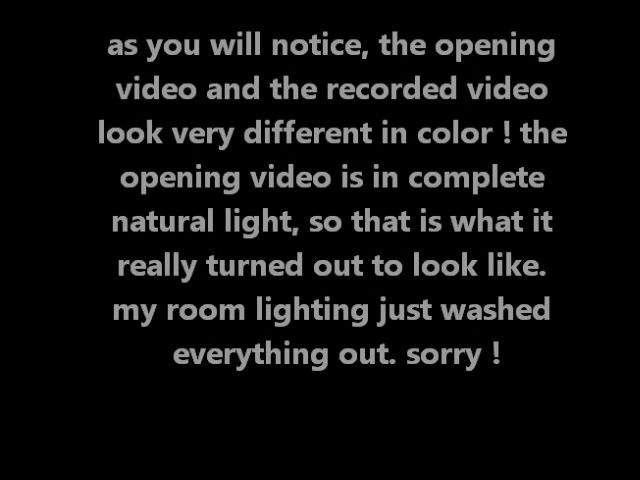 as you will notice, the opening
video and the recorded video
look very different in color ! the
opening video is in complete
natural light, so that is what it
really turned out to look like.
my room lighting just washed
everything out. sorry !